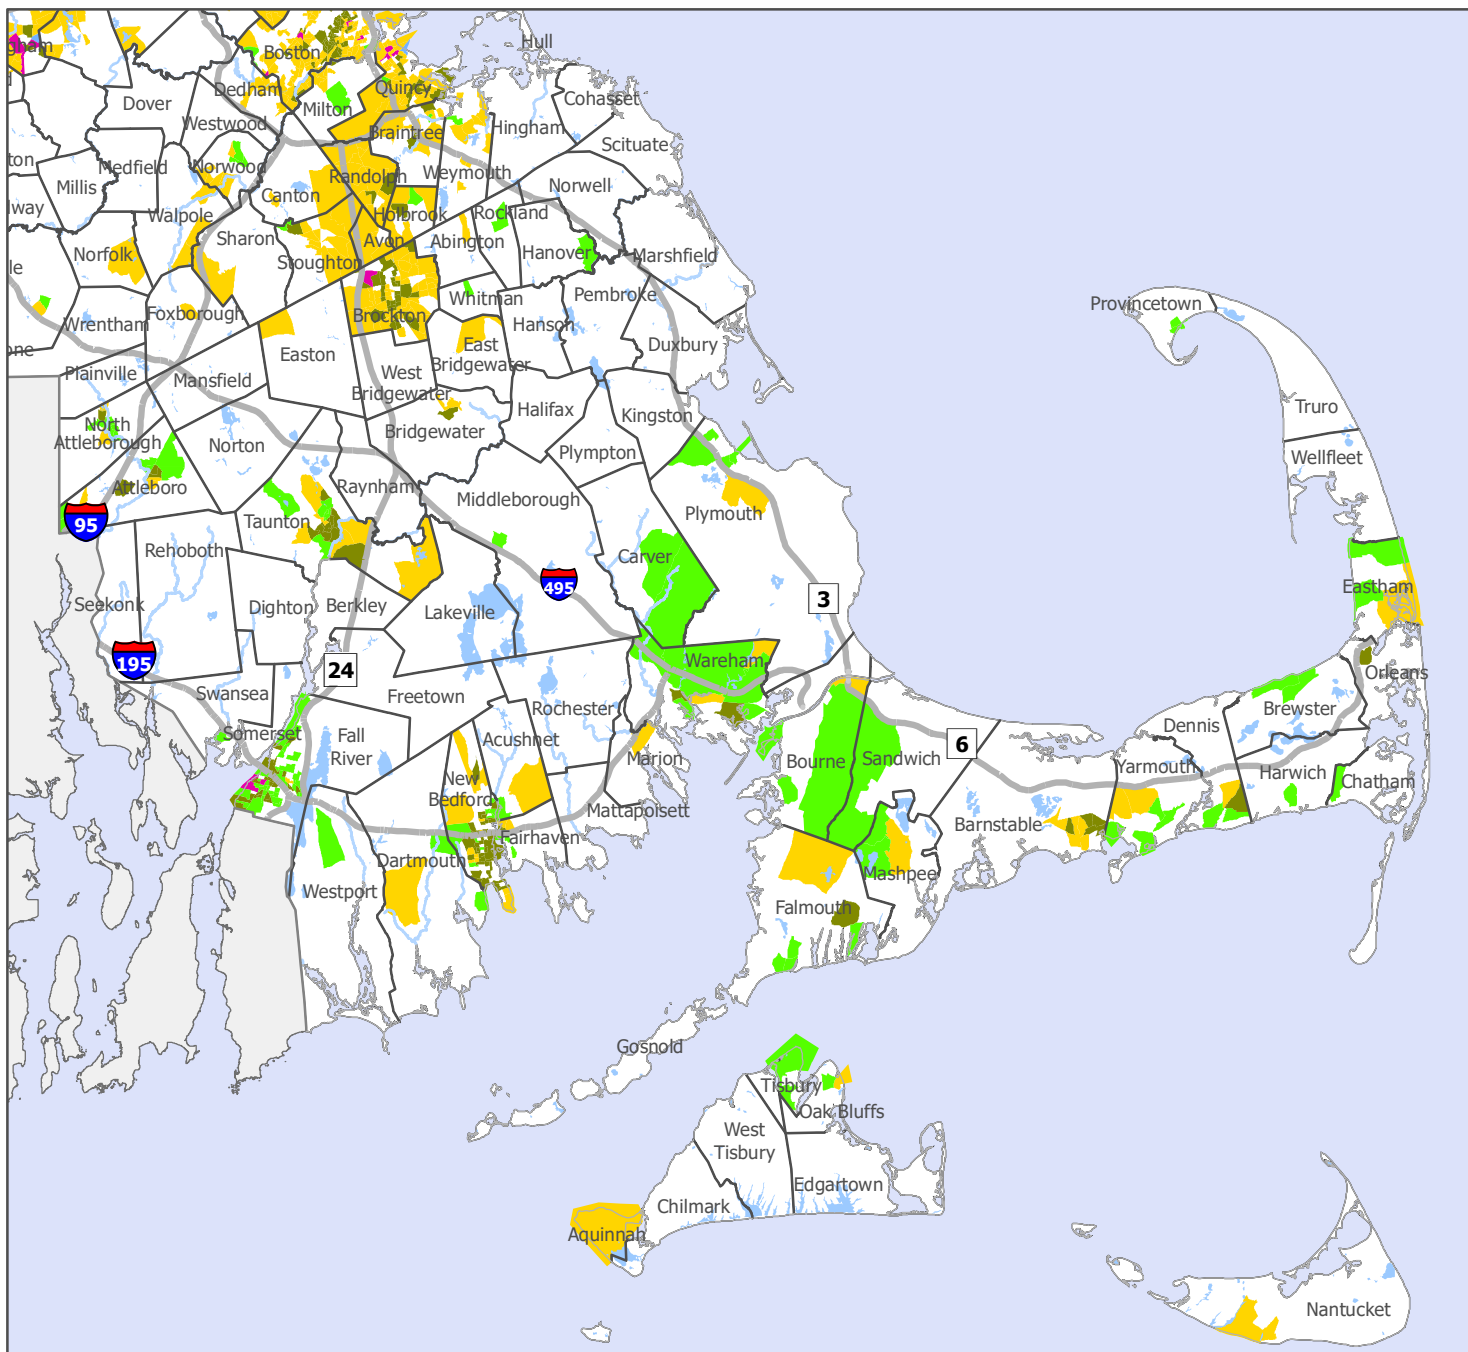 Hull
gham
Boston
Quincy
Dedham
Dover
Cohasset
Milton
Westwood
Hingham
Braintree
Scituate
ton
Medfield
Norwood
Weymouth
Randolph
Millis
Canton
Norwell
lway
Walpole
Holbrook
Rockland
Sharon
Avon
Abington
Norfolk
Hanover
Marshfield
Stoughton
le
Whitman
Pembroke
Provincetown
Foxborough
Brockton
Wrentham
Hanson
one
East
Bridgewater
Duxbury
Easton
Plainville
West
Bridgewater
Mansfield
Truro
Halifax
Kingston
North
Attleborough
Bridgewater
Norton
Plympton
Wellfleet
Attleboro
Raynham
Middleborough
Plymouth
95
Taunton
Rehoboth
Carver
495
3
Eastham
Seekonk
Dighton
Berkley
Lakeville
195
24
Wareham
Orleans
Swansea
Freetown
Rochester
Brewster
Dennis
Somerset
Fall
River
Acushnet
6
Marion
Bourne
Sandwich
Yarmouth
Harwich
Chatham
New
Bedford
Mattapoisett
Barnstable
Fairhaven
Dartmouth
Mashpee
Westport
Falmouth
Gosnold
Tisbury
Oak Bluffs
West
Tisbury
Edgartown
Chilmark
Aquinnah
Nantucket